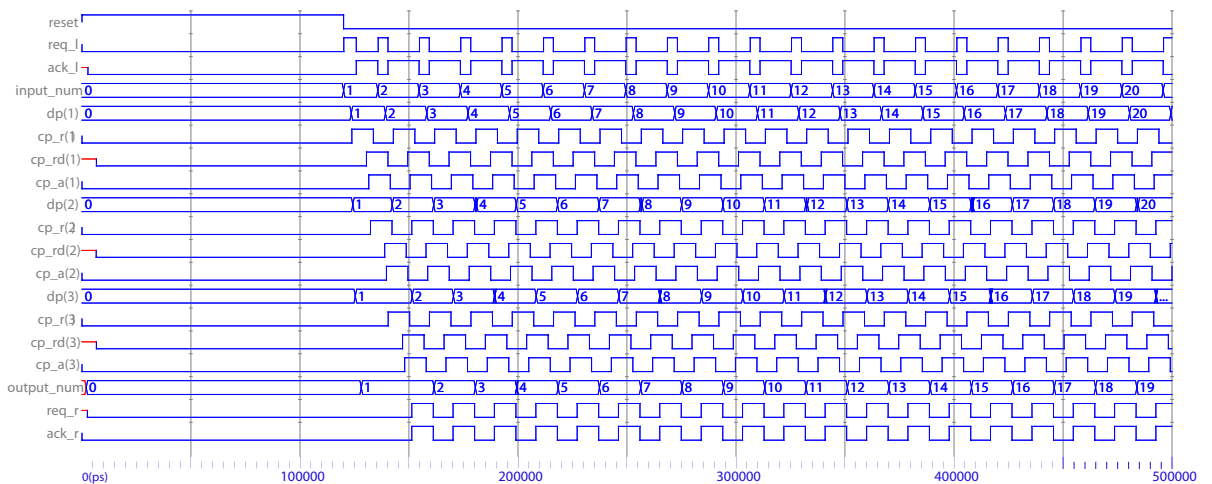 reset
req_l
ack_l
input_num 0 1 2 3 4 5 6 7 8 9 10 11 12 13 14 15 16 17 18 19 20
dp(1) 0 1 2 3 4 5 6 7 8 9 10 11 12 13 14 15 16 17 18 19 20
cp_r(1)
cp_rd(1)
cp_a(1)
dp(2) 0 1 2 3 4 5 6 7 8 9 10 11 12 13 14 15 16 17 18 19 20
cp_r(2
cp_rd(2)
cp_a(2)
dp(3) 0 1 2 3 4 5 6 7 8 9 10 11 12 13 14 15 16 17 18 19 ...
cp_r(3
cp_rd(3)
cp_a(3)
output_num 0 1 2 3 4 5 6 7 8 9 10 11 12 13 14 15 16 17 18 19
req_r
ack_r
0(ps) 100000 200000 300000 400000 500000